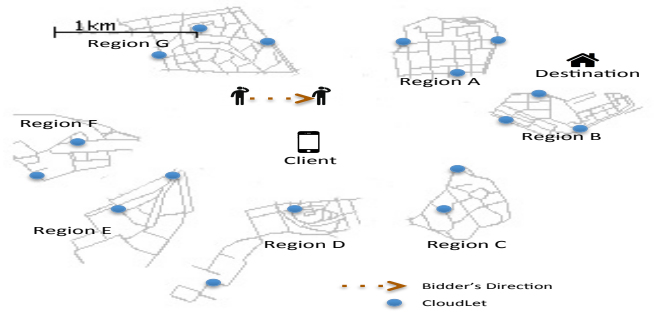 1km
Region G
Region A
Destination
Region B
Region F
Client
Region E
Region D
Region C
Bidder's Direction
CloudLet